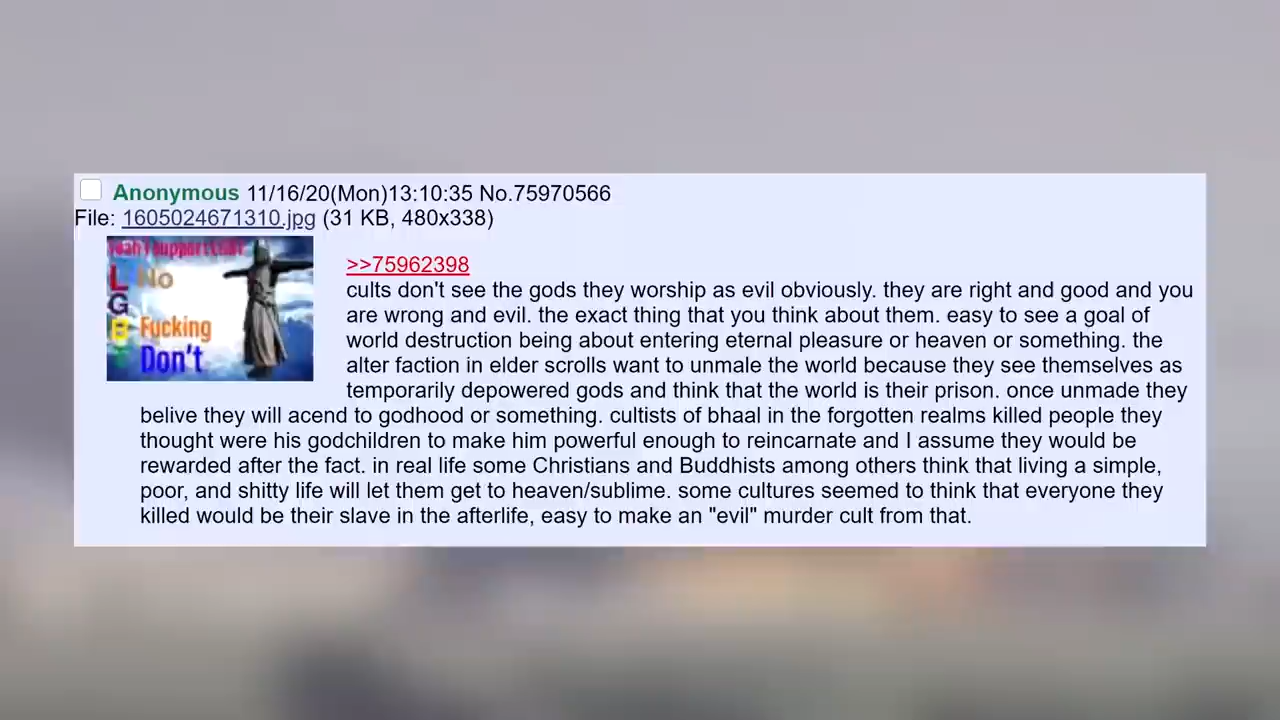 Anonymous 11/16/20(Mon)13:10:35 No.75970566
File: 1605024671310.jpg (31 KB, 480x338)
Yeah I support LGBT
L No
G
B Fucking
T Don't
>>75962398
cults don't see the gods they worship as evil obviously. they are right and good and you
are wrong and evil. the exact thing that you think about them. easy to see a goal of
world destruction being about entering eternal pleasure or heaven or something. the
alter faction in elder scrolls want to unmale the world because they see themselves as
temporarily depowered gods and think that the world is their prison. once unmade they
belive they will acend to godhood or something. cultists of bhaal in the forgotten realms killed people they
thought were his godchildren to make him powerful enough to reincarnate and I assume they would be
rewarded after the fact. in real life some Christians and Buddhists among others think that living a simple,
poor, and shitty life will let them get to heaven/sublime. some cultures seemed to think that everyone they
killed would be their slave in the afterlife, easy to make an "evil" murder cult from that.